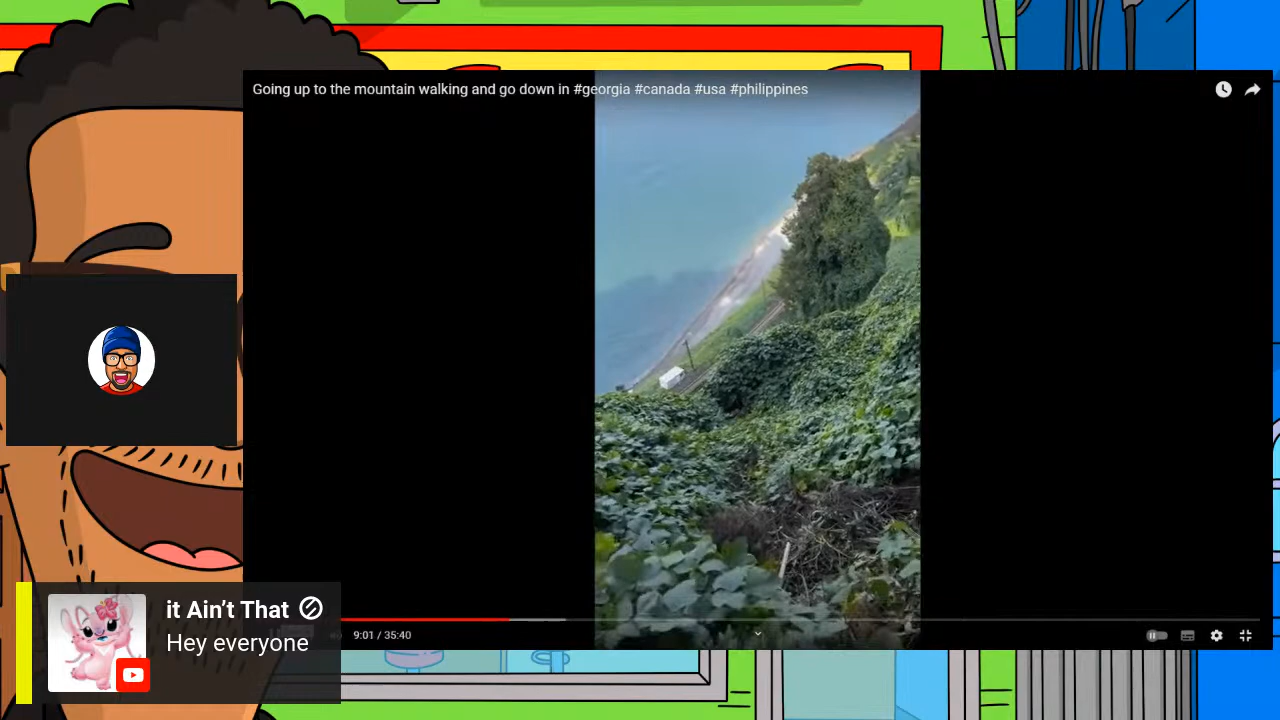 Going up to the mountain walking and go down in #georgia #canada #usa #philippines
9:01 / 35:40
it Ain’t That
Hey everyone